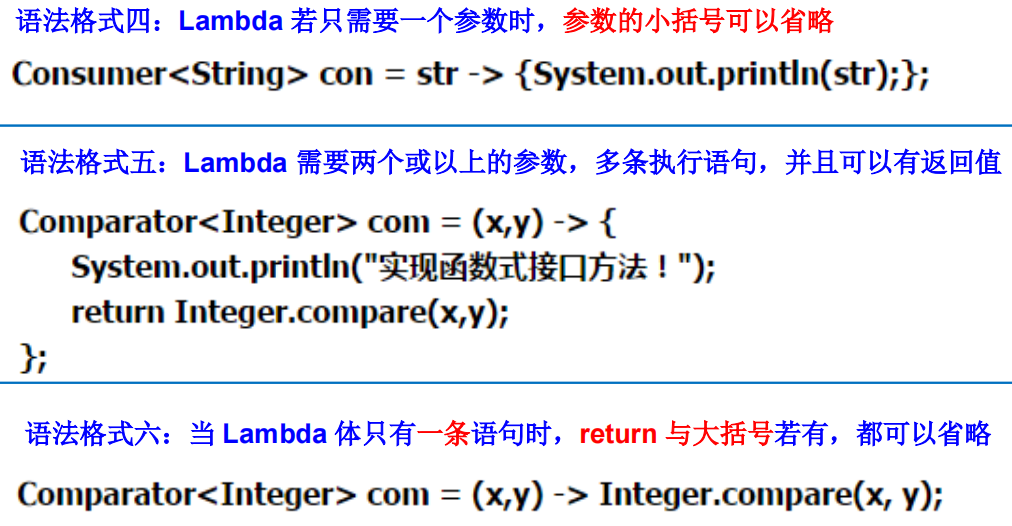 语法格式四：Lambda 若只需要一个参数时，参数的小括号可以省略
Consumer<String> con = str -> {System.out.println(str);};
语法格式五：Lambda 需要两个或以上的参数，多条执行语句，并且可以有返回值
Comparator<Integer> com = (x,y) -> {
System.out.println("实现函数式接口方法！");
return Integer.compare(x,y);
};
语法格式六：当 Lambda 体只有一条语句时，return 与大括号若有，都可以省略
Comparator<Integer> com = (x,y) -> Integer.compare(x, y);